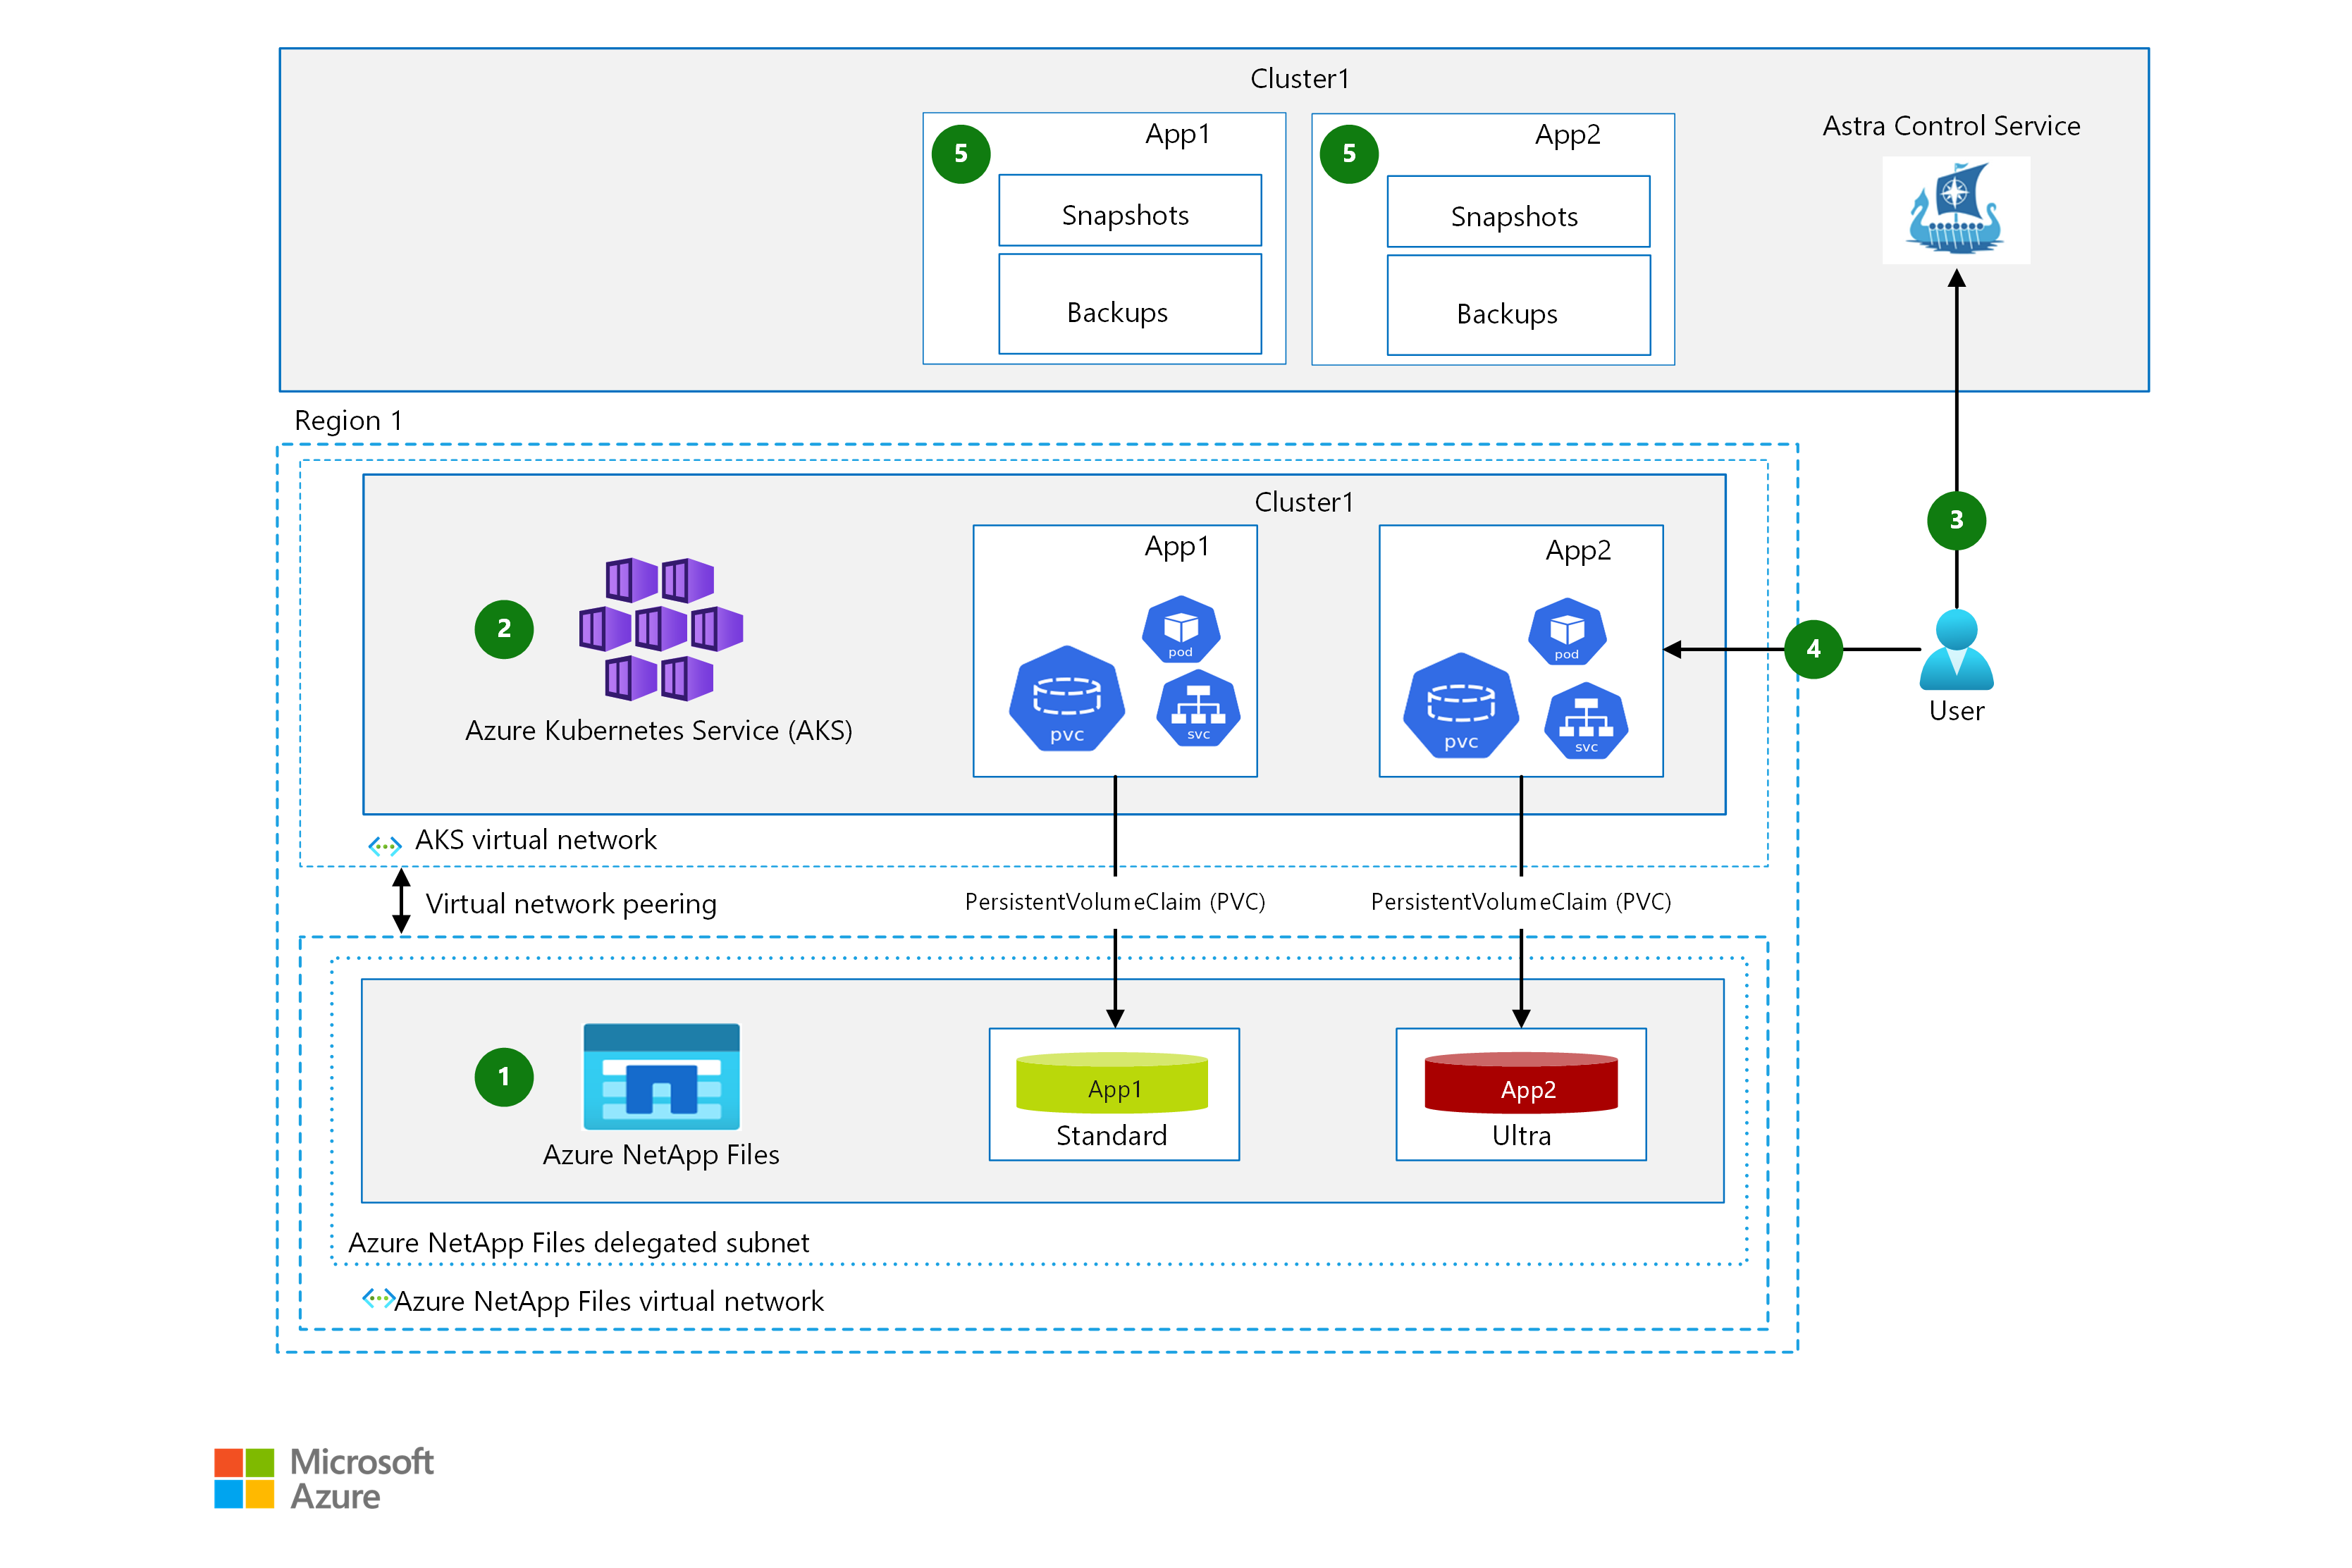 Cluster1
App1
5
Snapshots
Backups
App2
5
Snapshots
Backups
Astra Control Service
3
Region 1
Cluster1
2
Azure Kubernetes Service (AKS)
App1
pod
pvc
svc
App2
pod
pvc
svc
4
User
AKS virtual network
Virtual network peering
PersistentVolumeClaim (PVC)
PersistentVolumeClaim (PVC)
1
Azure NetApp Files
App1
Standard
App2
Ultra
Azure NetApp Files delegated subnet
Azure NetApp Files virtual network
Microsoft
Azure